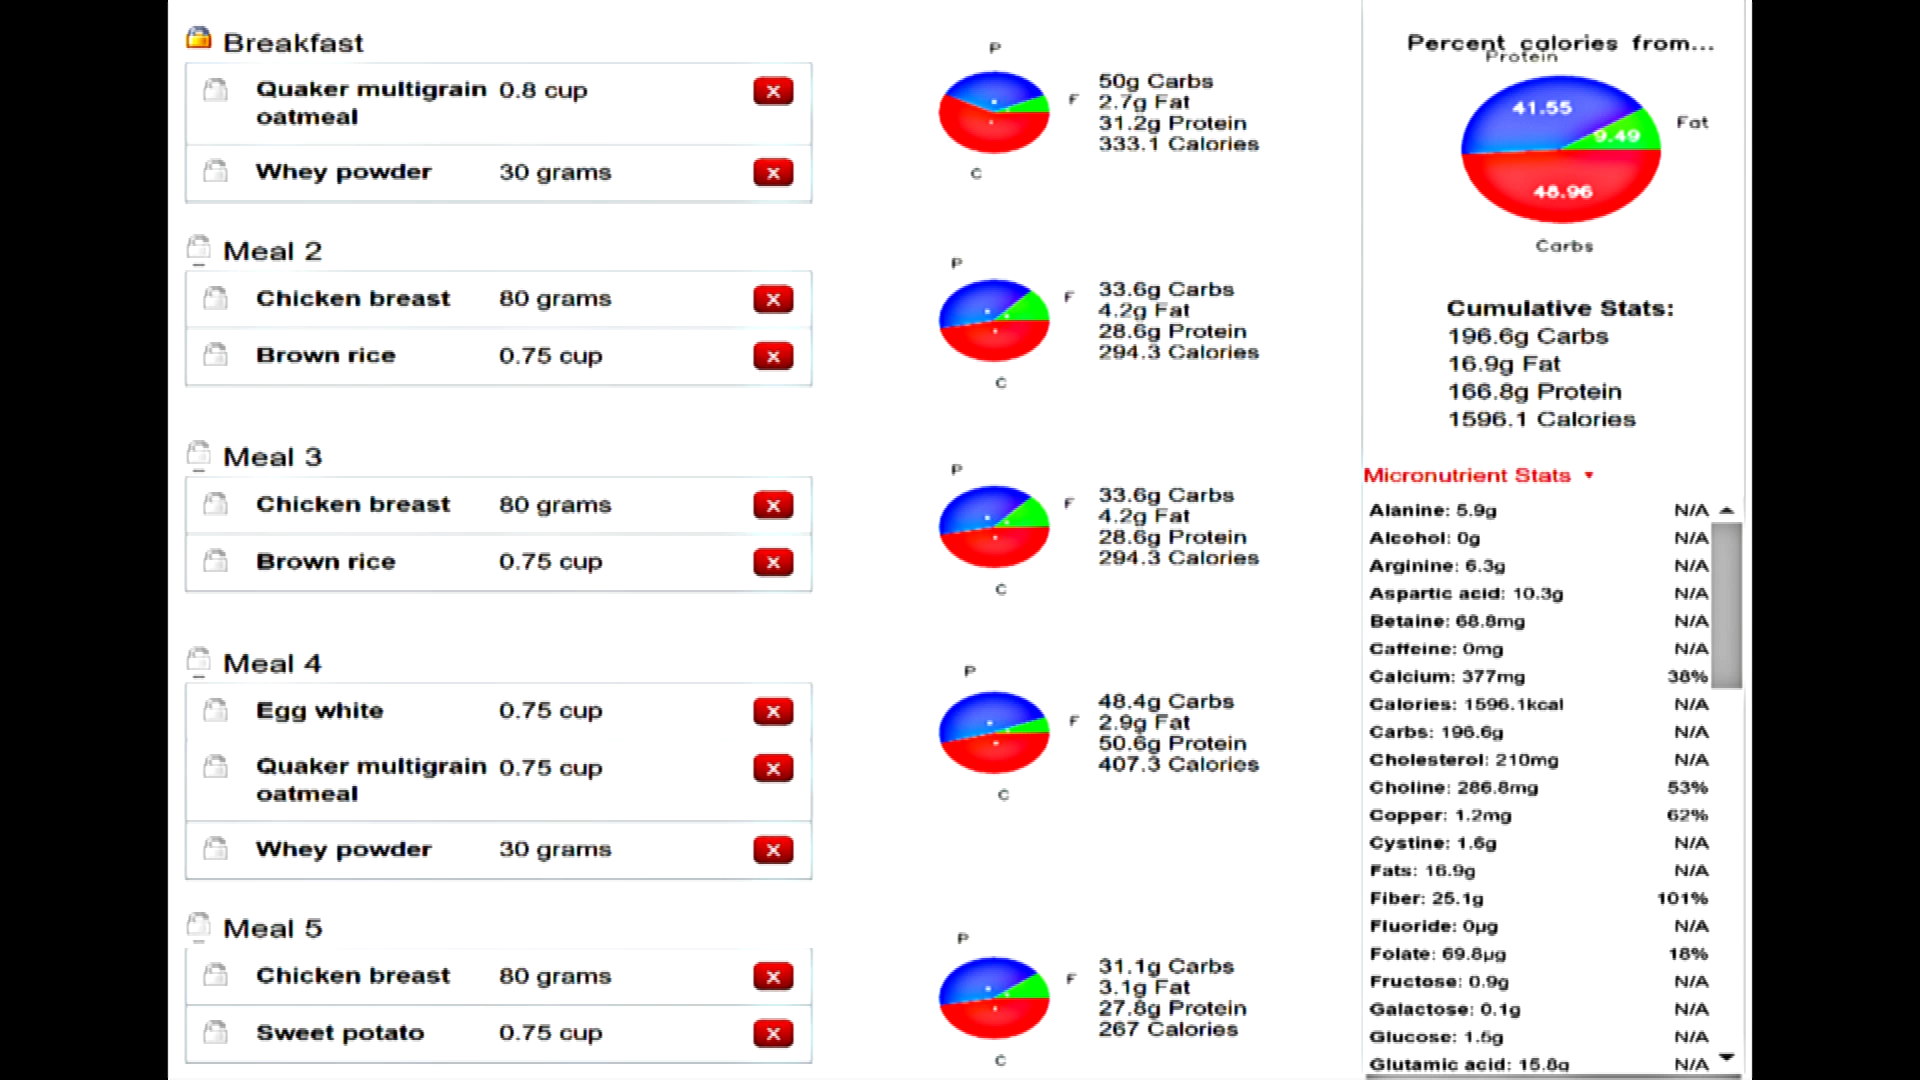 Breakfast
Quaker multigrain oatmeal 0.8 cup
Whey powder 30 grams
P
F
C
50g Carbs
2.7g Fat
31.2g Protein
333.1 Calories
Meal 2
Chicken breast 80 grams
Brown rice 0.75 cup
P
F
C
33.6g Carbs
4.2g Fat
28.6g Protein
294.3 Calories
Meal 3
Chicken breast 80 grams
Brown rice 0.75 cup
P
F
C
33.6g Carbs
4.2g Fat
28.6g Protein
294.3 Calories
Meal 4
Egg white 0.75 cup
Quaker multigrain oatmeal 0.75 cup
Whey powder 30 grams
P
F
C
48.4g Carbs
2.9g Fat
50.6g Protein
407.3 Calories
Meal 5
Chicken breast 80 grams
Sweet potato 0.75 cup
P
F
C
31.1g Carbs
3.1g Fat
27.8g Protein
267 Calories
Percent calories from...
Protein
41.55
9.49
Fat
48.96
Carbs
Cumulative Stats:
196.6g Carbs
16.9g Fat
166.8g Protein
1596.1 Calories
Micronutrient Stats
Alanine: 5.9g N/A
Alcohol: 0g N/A
Arginine: 6.3g N/A
Aspartic acid: 10.3g N/A
Betaine: 68.8mg N/A
Caffeine: 0mg N/A
Calcium: 377mg 38%
Calories: 1596.1kcal N/A
Carbs: 196.6g N/A
Cholesterol: 210mg N/A
Choline: 286.8mg 53%
Copper: 1.2mg 62%
Cystine: 1.6g N/A
Fats: 16.9g N/A
Fiber: 25.1g 101%
Fluoride: 0µg N/A
Folate: 69.8µg 18%
Fructose: 0.9g N/A
Galactose: 0.1g N/A
Glucose: 1.5g N/A
Glutamic acid: 15.8g N/A